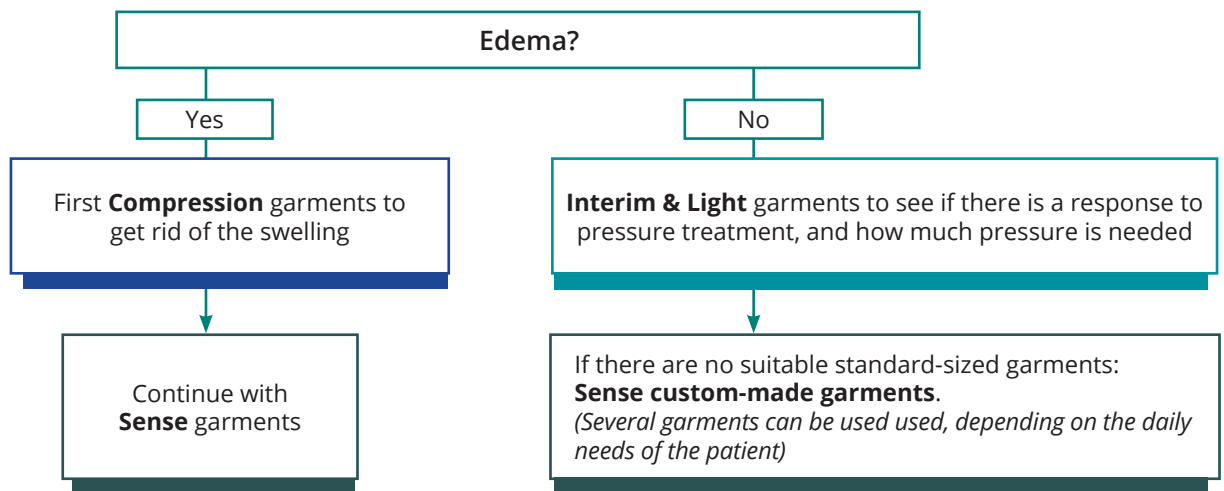 Edema?
Yes
No
First Compression garments to
get rid of the swelling
Interim & Light garments to see if there is a response to
pressure treatment, and how much pressure is needed
Continue with
Sense garments
If there are no suitable standard-sized garments:
Sense custom-made garments.
(Several garments can be used used, depending on the daily
needs of the patient)